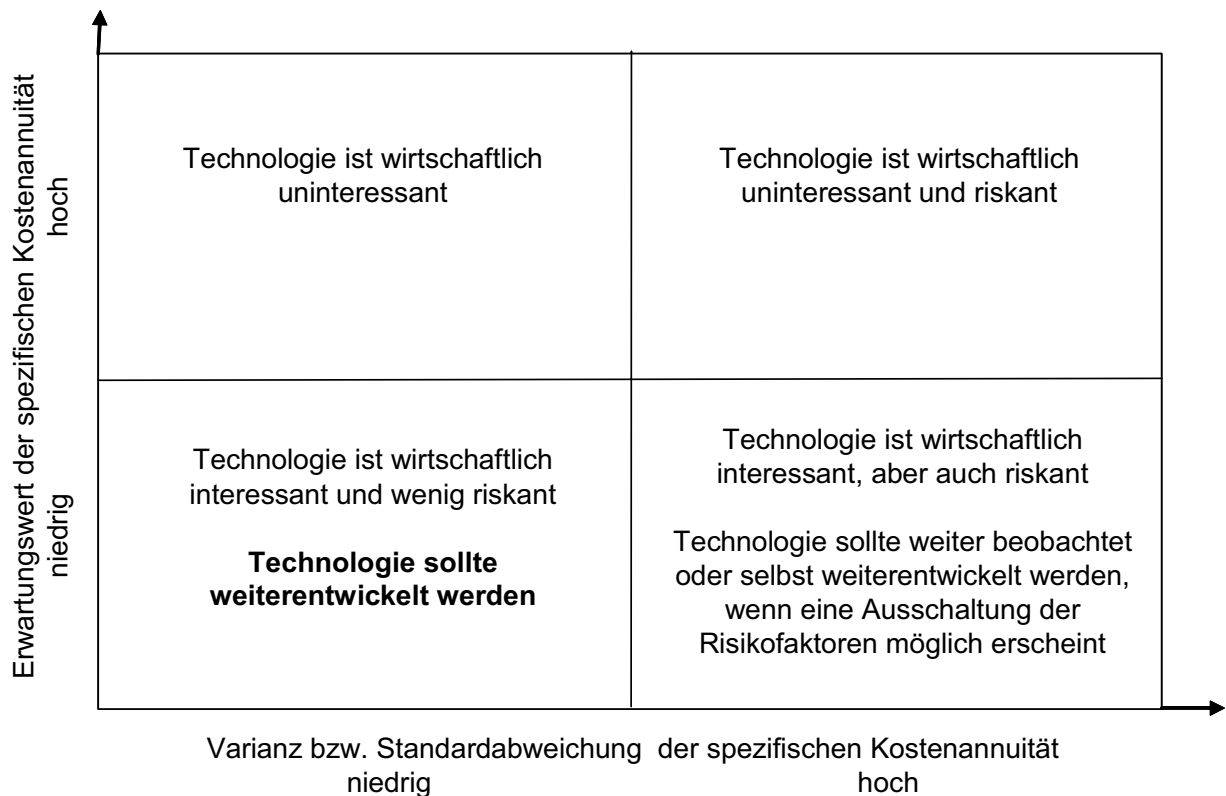 Erwartungswert der spezifischen Kostenannuität
hoch
niedrig
Technologie ist wirtschaftlich
uninteressant
Technologie ist wirtschaftlich
uninteressant und riskant
Technologie ist wirtschaftlich
interessant und wenig riskant
Technologie sollte
weiterentwickelt werden
Technologie ist wirtschaftlich
interessant, aber auch riskant
Technologie sollte weiter beobachtet
oder selbst weiterentwickelt werden,
wenn eine Ausschaltung der
Risikofaktoren möglich erscheint
Varianz bzw. Standardabweichung der spezifischen Kostenannuität
niedrig
hoch